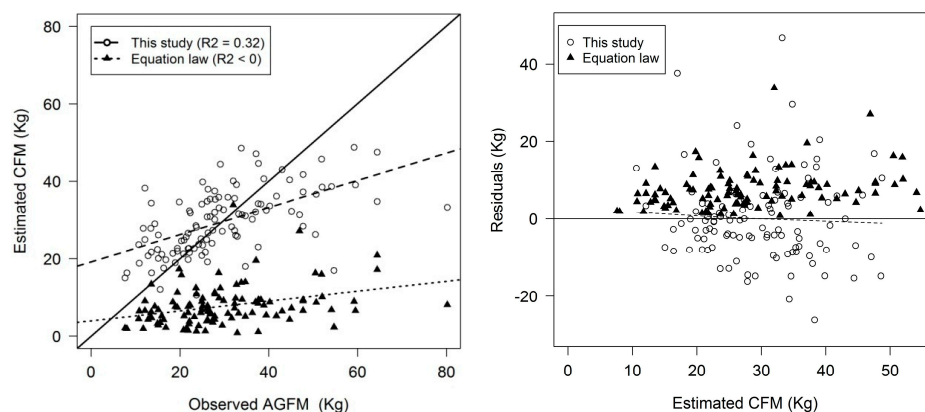 This study (R2 = 0.32)
Equation law (R2 < 0)
80
60
40
20
0
Estimated CFM (Kg)
0 20 40 60 80
Observed AGFM (Kg)
This study
Equation law
40
20
0
-20
Residuals (Kg)
0 10 20 30 40 50
Estimated CFM (Kg)